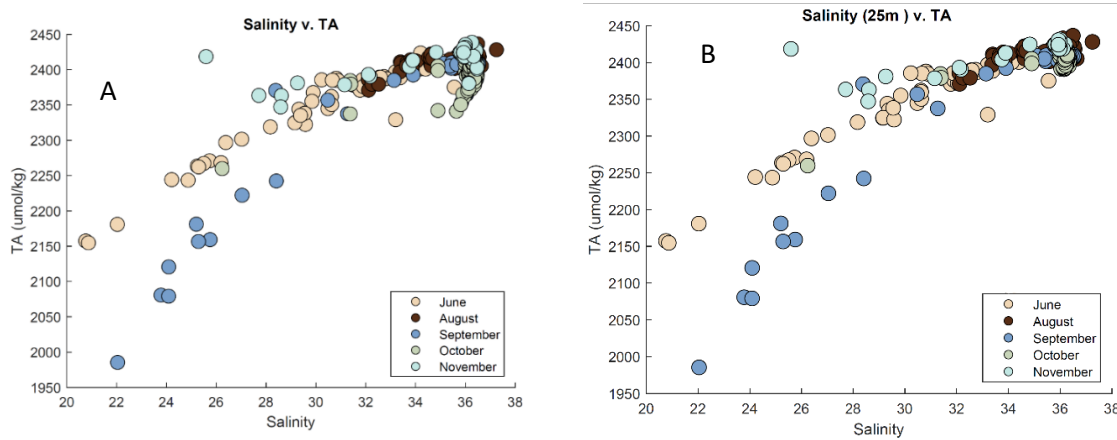 Salinity v. TA
A
TA (umol/kg)
2450
2400
2350
2300
2250
2200
2150
2100
2050
2000
1950
20 22 24 26 28 30 32 34 36 38
Salinity
June
August
September
October
November
Salinity (25m ) v. TA
B
TA (umol/kg)
2450
2400
2350
2300
2250
2200
2150
2100
2050
2000
1950
20 22 24 26 28 30 32 34 36 38
Salinity
June
August
September
October
November